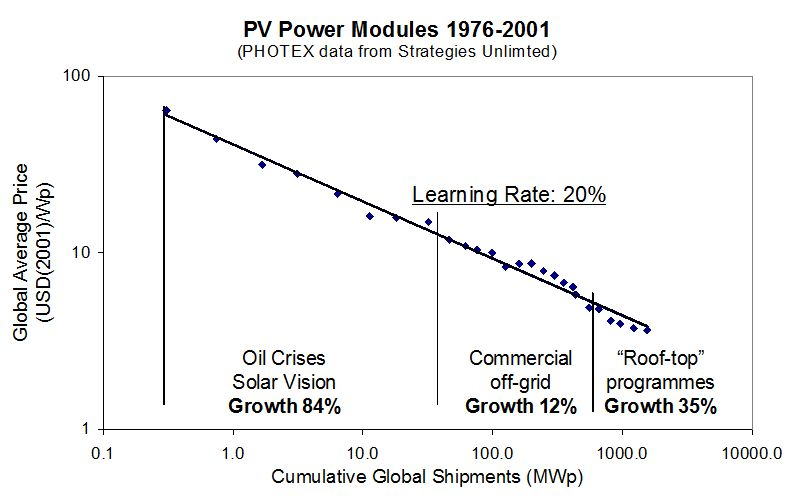 PV Power Modules 1976-2001
(PHOTEX data from Strategies Unlimted)
100
10
1
Global Average Price
(USD(2001)/Wp)
Learning Rate: 20%
Oil Crises
Solar Vision
Growth 84%
Commercial
off-grid
Growth 12%
“Roof-top”
programmes
Growth 35%
0.1 1.0 10.0 100.0 1000.0 10000.0
Cumulative Global Shipments (MWp)